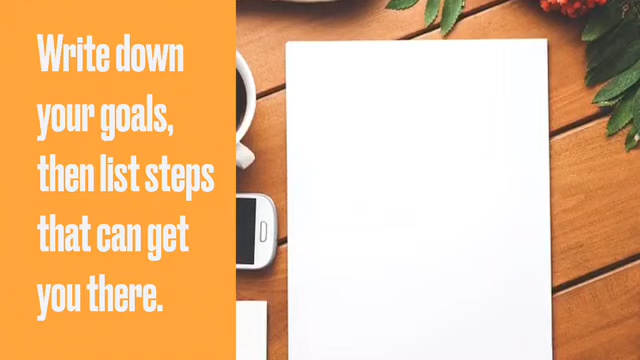 Write down
your goals,
then list steps
that can get
you there.